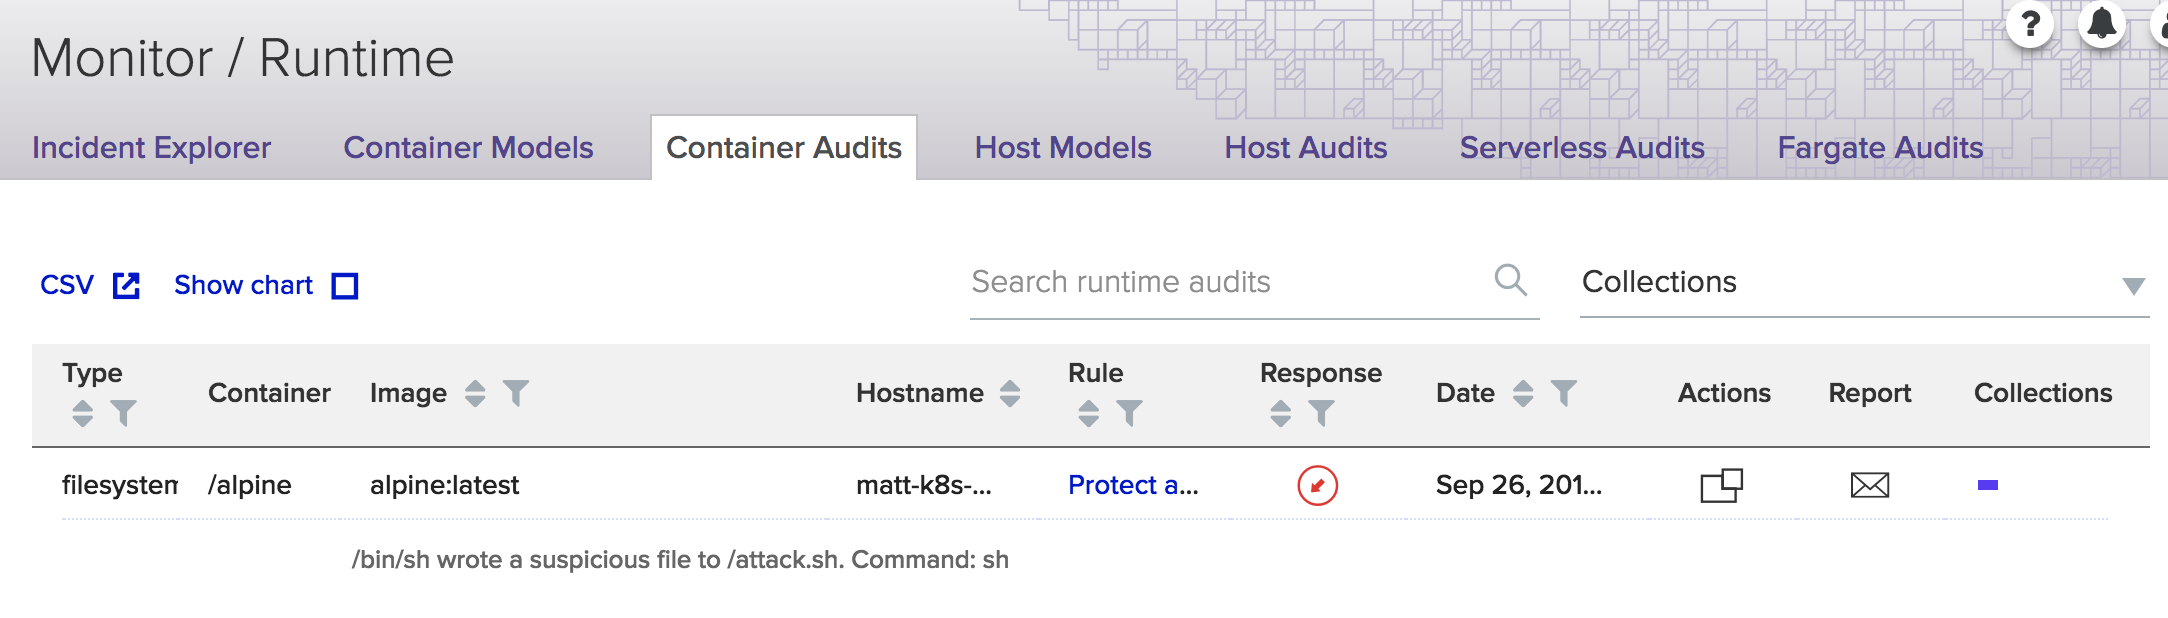 Monitor / Runtime
?
Incident Explorer Container Models Container Audits Host Models Host Audits Serverless Audits Fargate Audits
CSV Show chart Search runtime audits Collections
Type Container Image Hostname Rule Response Date Actions Report Collections
filesystem /alpine alpine:latest matt-k8s-... Protect a... Sep 26, 201...
/bin/sh wrote a suspicious file to /attack.sh. Command: sh